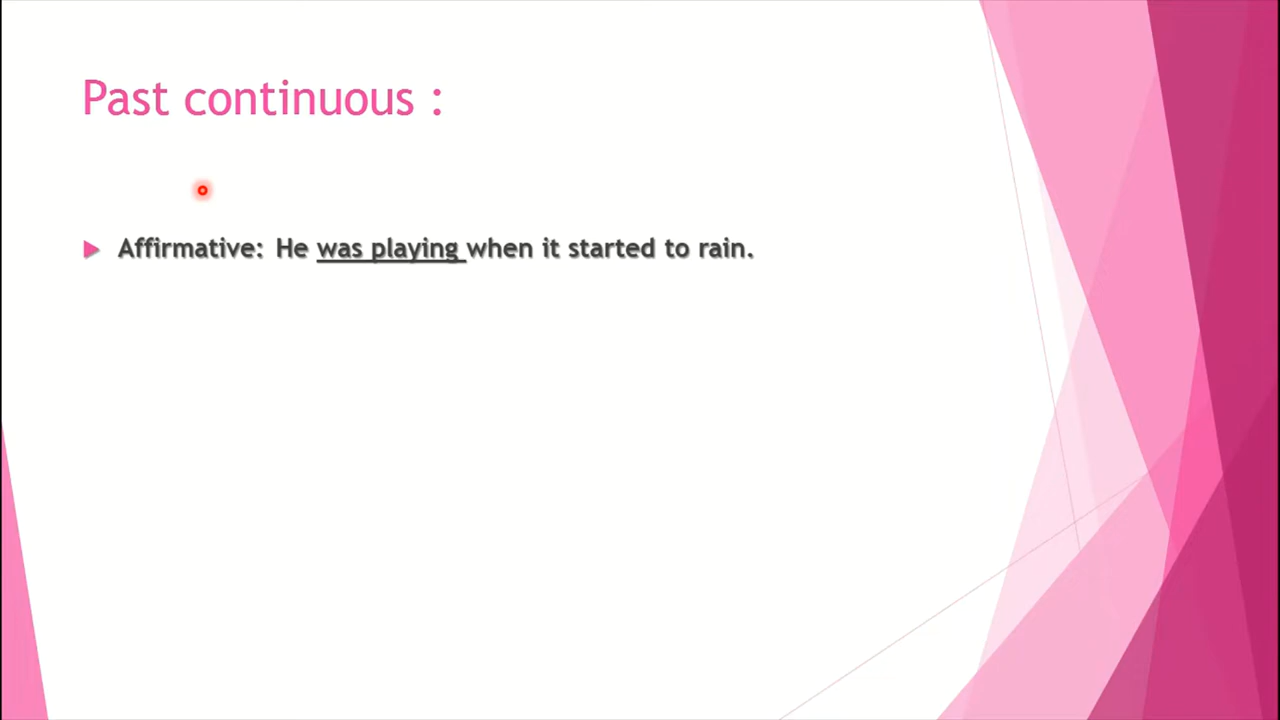 Past continuous :
Affirmative: He was playing when it started to rain.